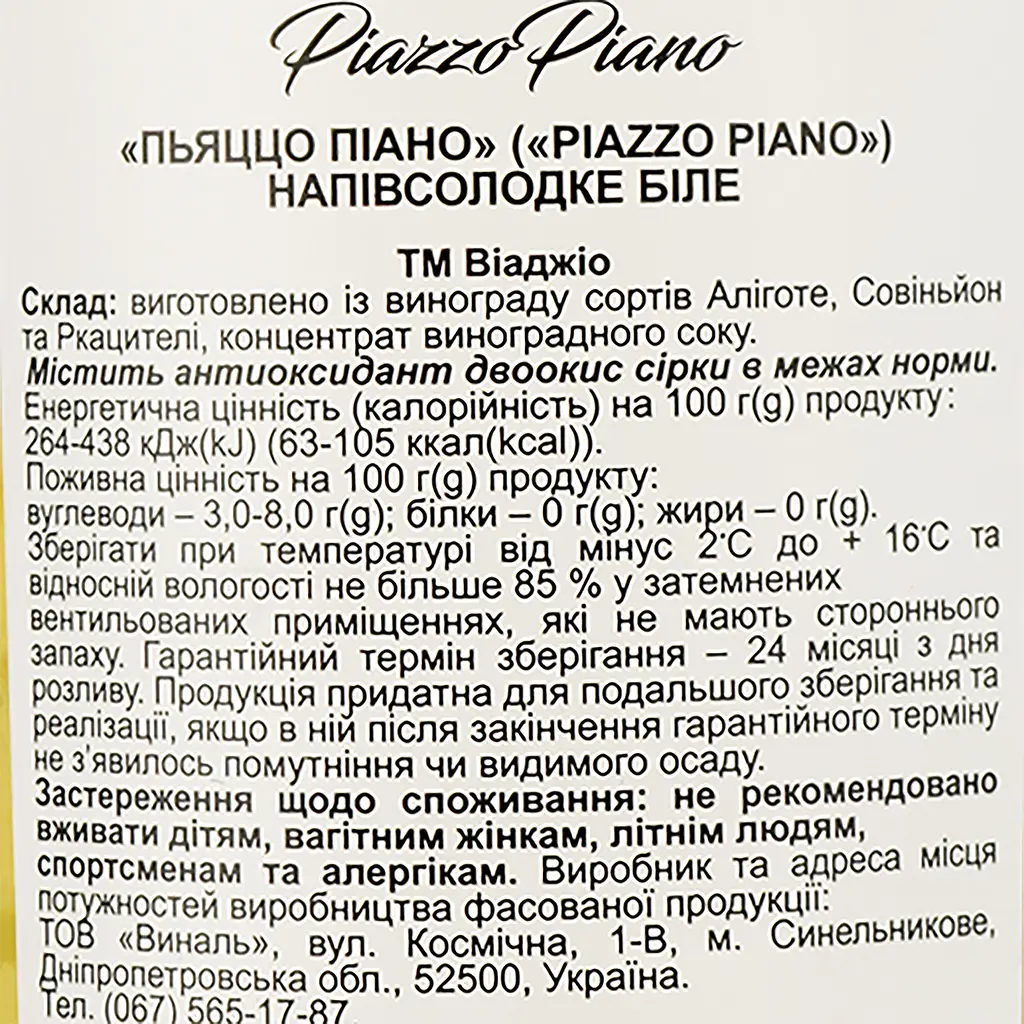 Piazzo Piano
«ПЬЯЦЦО ПІАНО» («PIAZZO PIANO»)
НАПІВСОЛОДКЕ БІЛЕ
ТМ Віаджіо
Склад: виготовлено із винограду сортів Аліготе, Совіньйон
та Ркацителі, концентрат виноградного соку.
Містить антиоксидант двоокис сірки в межах норми.
Енергетична цінність (калорійність) на 100 г(g) продукту:
264-438 кДж(kJ) (63-105 ккал(kcal)).
Поживна цінність на 100 г(g) продукту:
вуглеводи – 3,0-8,0 г(g); білки – 0 г(g); жири – 0 г(g).
Зберігати при температурі від мінус 2°С до + 16°С та
відносній вологості не більше 85 % у затемнених
вентильованих приміщеннях, які не мають стороннього
запаху. Гарантійний термін зберігання – 24 місяці з дня
розливу. Продукція придатна для подальшого зберігання та
реалізації, якщо в ній після закінчення гарантійного терміну
не з'явилось помутніння чи видимого осаду.
Застереження щодо споживання: не рекомендовано
вживати дітям, вагітним жінкам, літнім людям,
спортсменам та алергікам. Виробник та адреса місця
потужностей виробництва фасованої продукції:
ТОВ «Виналь», вул. Космічна, 1-В, м. Синельникове,
Дніпропетровська обл., 52500, Україна.
Тел. (067) 565-17-87